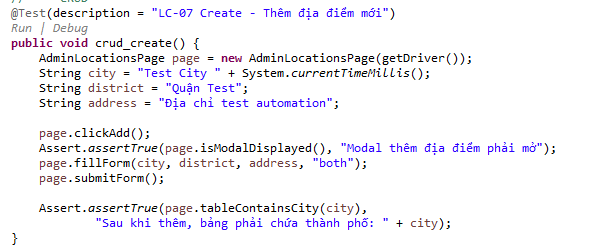 @Test(description = "LC-07 Create - Thêm địa điểm mới")
Run | Debug
public void crud_create() {
AdminLocationsPage page = new AdminLocationsPage(getDriver());
String city = "Test City " + System.currentTimeMillis();
String district = "Quận Test";
String address = "Địa chỉ test automation";
page.clickAdd();
Assert.assertTrue(page.isModalDisplayed(), "Modal thêm địa điểm phải mở");
page.fillForm(city, district, address, "both");
page.submitForm();
Assert.assertTrue(page.tableContainsCity(city),
"Sau khi thêm, bảng phải chứa thành phố: " + city);
}